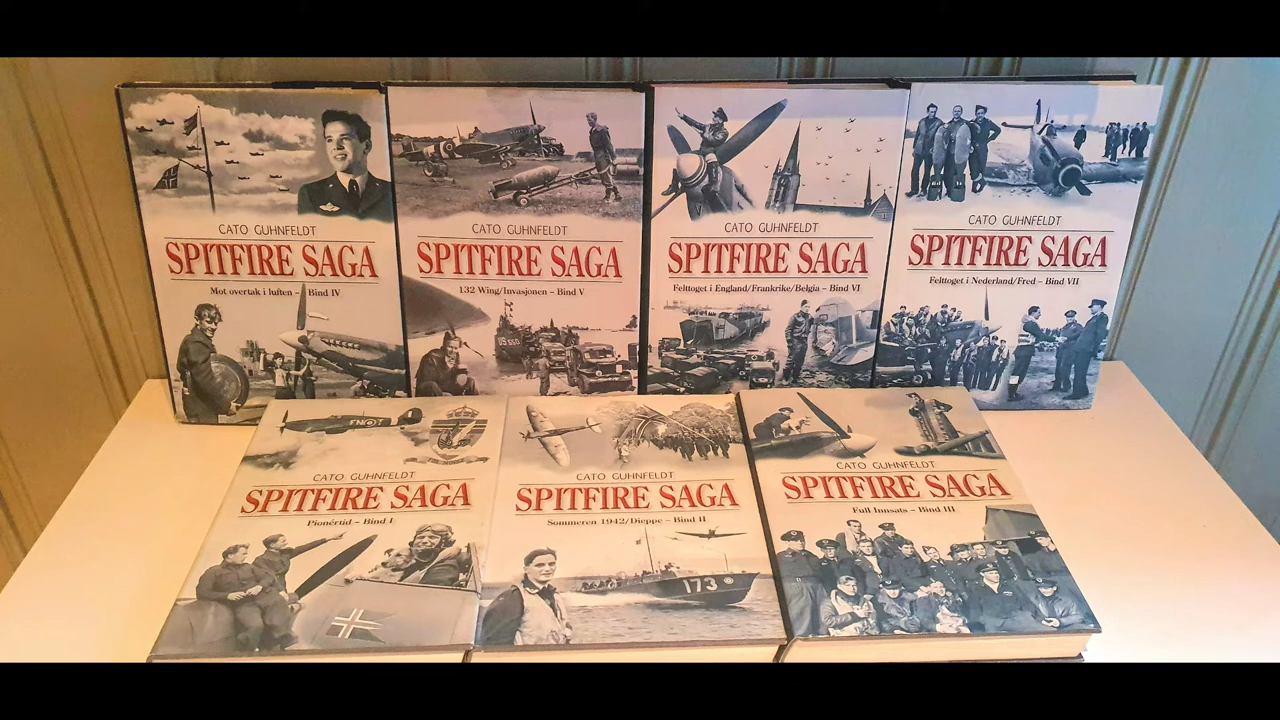 CATO GUHNFELDT
SPITFIRE SAGA
Mot overtak i luften – Bind IV
CATO GUHNFELDT
SPITFIRE SAGA
132 Wing/Invasjonen – Bind V
US 550
CATO GUHNFELDT
SPITFIRE SAGA
Felttoget i England/Frankrike/Belgia – Bind VI
CATO GUHNFELDT
SPITFIRE SAGA
Felttoget i Nederland/Fred – Bind VII
FN T
CATO GUHNFELDT
SPITFIRE SAGA
Pionértid – Bind I
CATO GUHNFELDT
SPITFIRE SAGA
Sommeren 1942/Dieppe – Bind II
173
CATO GUHNFELDT
SPITFIRE SAGA
Full Innsats – Bind III